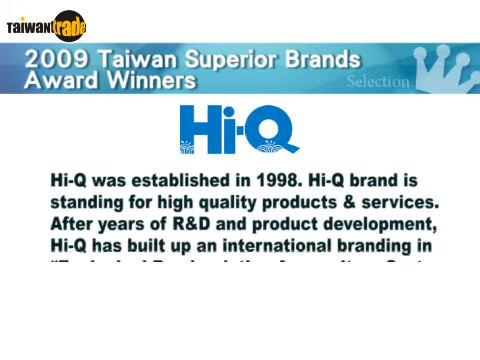 Taiwantrade
2009 Taiwan Superior Brands
Award Winners
Selection
Hi-Q
Hi-Q was established in 1998. Hi-Q brand is
standing for high quality products & services.
After years of R&D and product development,
Hi-Q has built up an international branding in